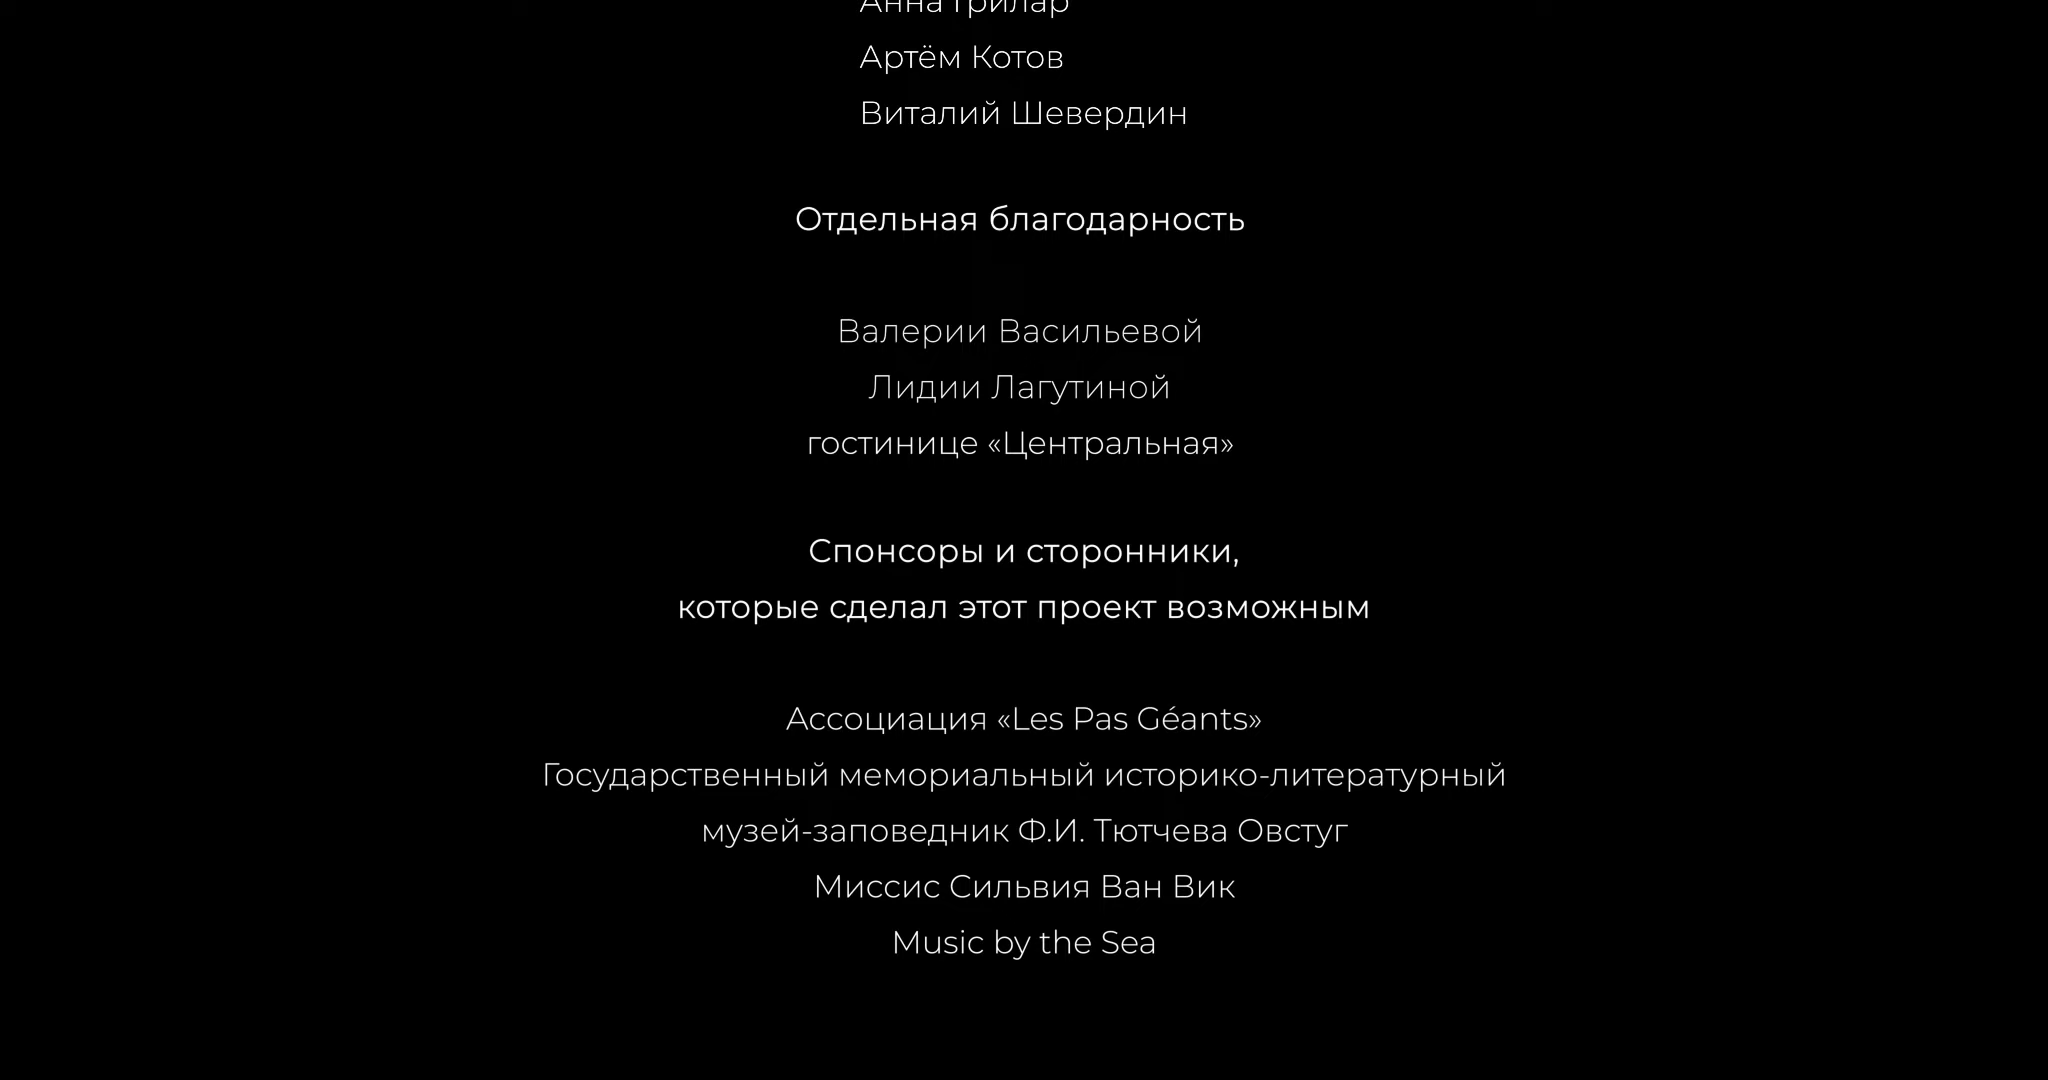 Анна Грилар
Артём Котов
Виталий Шевердин
Отдельная благодарность
Валерии Васильевой
Лидии Лагутиной
гостинице «Центральная»
Спонсоры и сторонники,
которые сделал этот проект возможным
Ассоциация «Les Pas Géants»
Государственный мемориальный историко-литературный
музей-заповедник Ф.И. Тютчева Овстуг
Миссис Сильвия Ван Вик
Music by the Sea